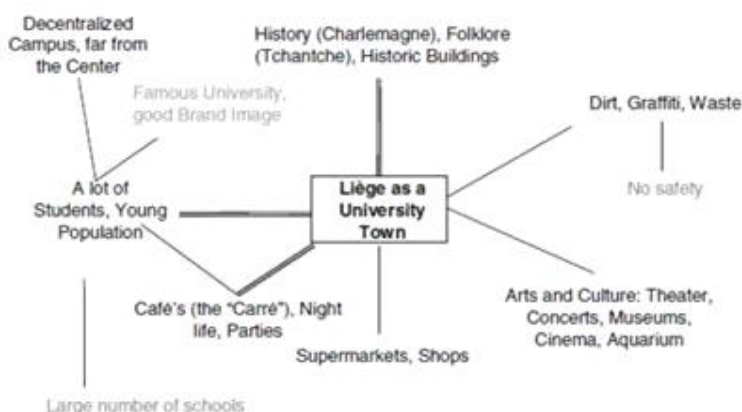 Decentralized
Campus, far from
the Center
History (Charlemagne), Folklore
(Tchantche), Historic Buildings
Famous University,
good Brand Image
Dirt, Graffiti, Waste
No safety
A lot of
Students, Young
Population
Liège as a
University
Town
Café's (the "Carré"), Night
life, Parties
Supermarkets, Shops
Arts and Culture: Theater,
Concerts, Museums,
Cinema, Aquarium
Large number of schools